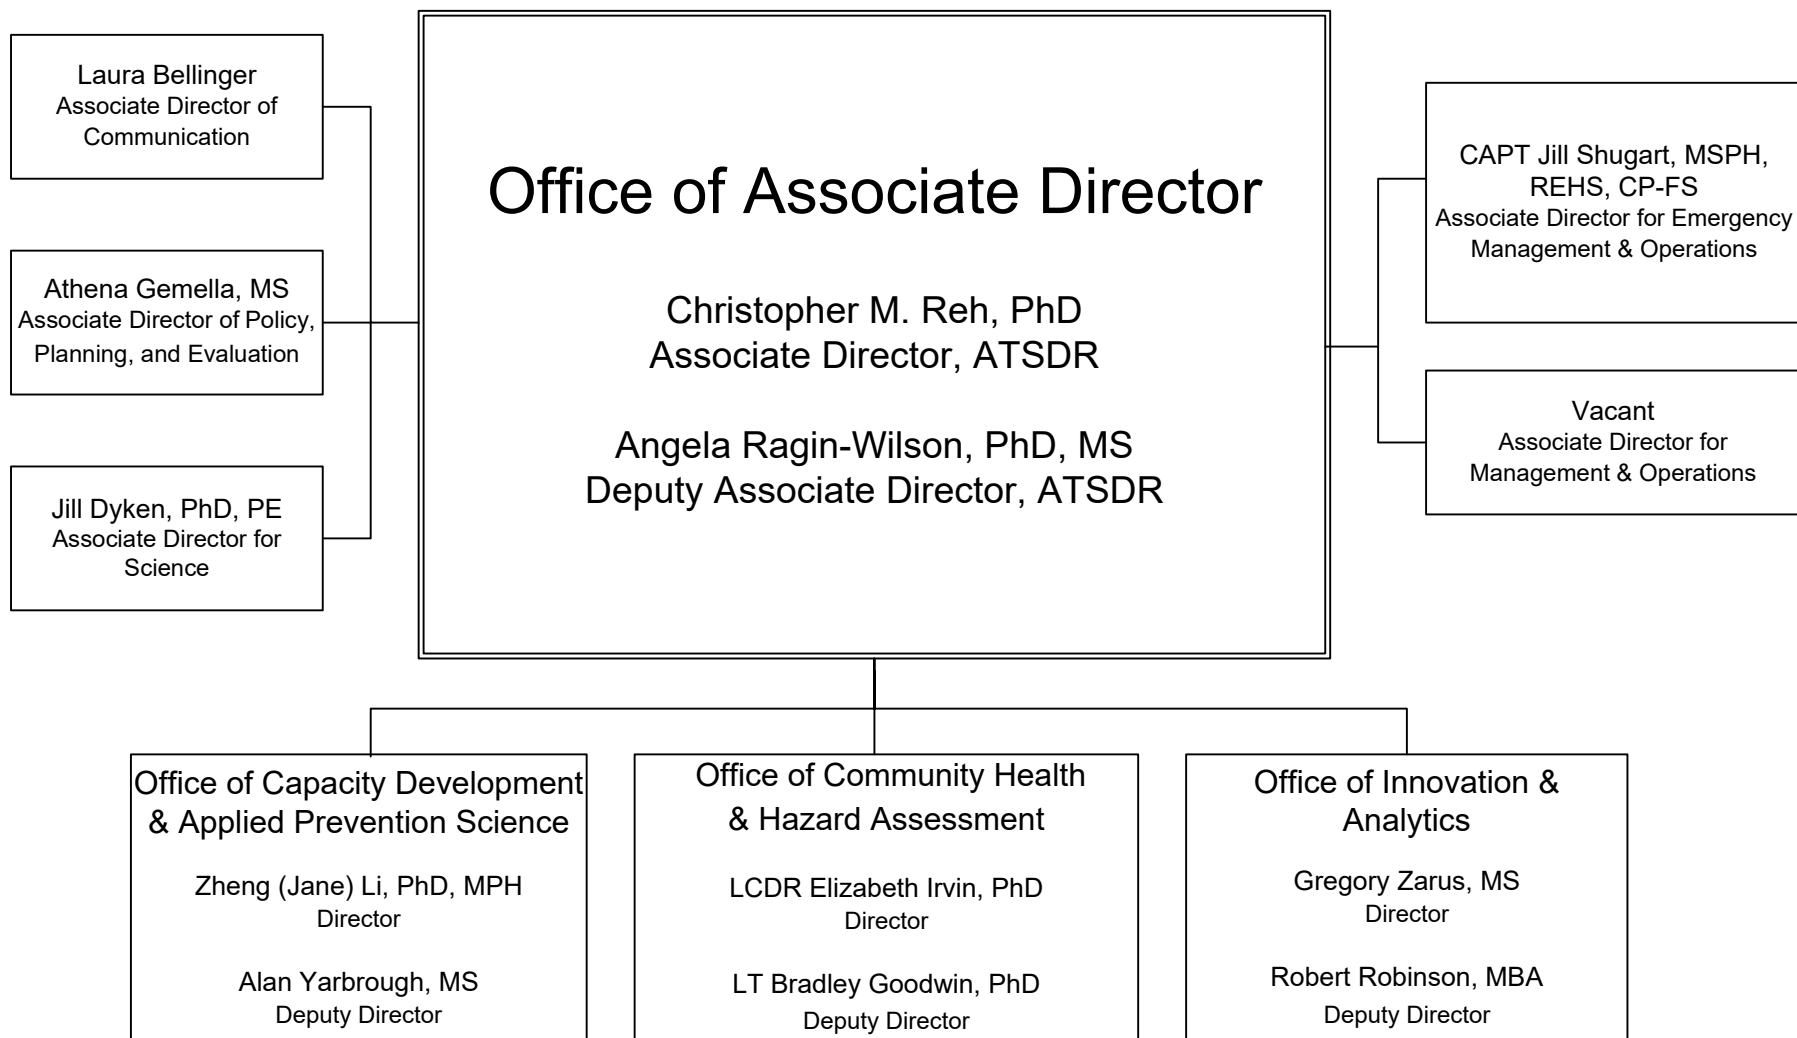 Laura Bellinger
Associate Director of
Communication
Athena Gemella, MS
Associate Director of Policy,
Planning, and Evaluation
Jill Dyken, PhD, PE
Associate Director for
Science
Office of Associate Director
Christopher M. Reh, PhD
Associate Director, ATSDR
Angela Ragin-Wilson, PhD, MS
Deputy Associate Director, ATSDR
CAPT Jill Shugart, MSPH,
REHS, CP-FS
Associate Director for Emergency
Management & Operations
Vacant
Associate Director for
Management & Operations
Office of Capacity Development
& Applied Prevention Science
Zheng (Jane) Li, PhD, MPH
Director
Alan Yarbrough, MS
Deputy Director
Office of Community Health
& Hazard Assessment
LCDR Elizabeth Irvin, PhD
Director
LT Bradley Goodwin, PhD
Deputy Director
Office of Innovation &
Analytics
Gregory Zarus, MS
Director
Robert Robinson, MBA
Deputy Director